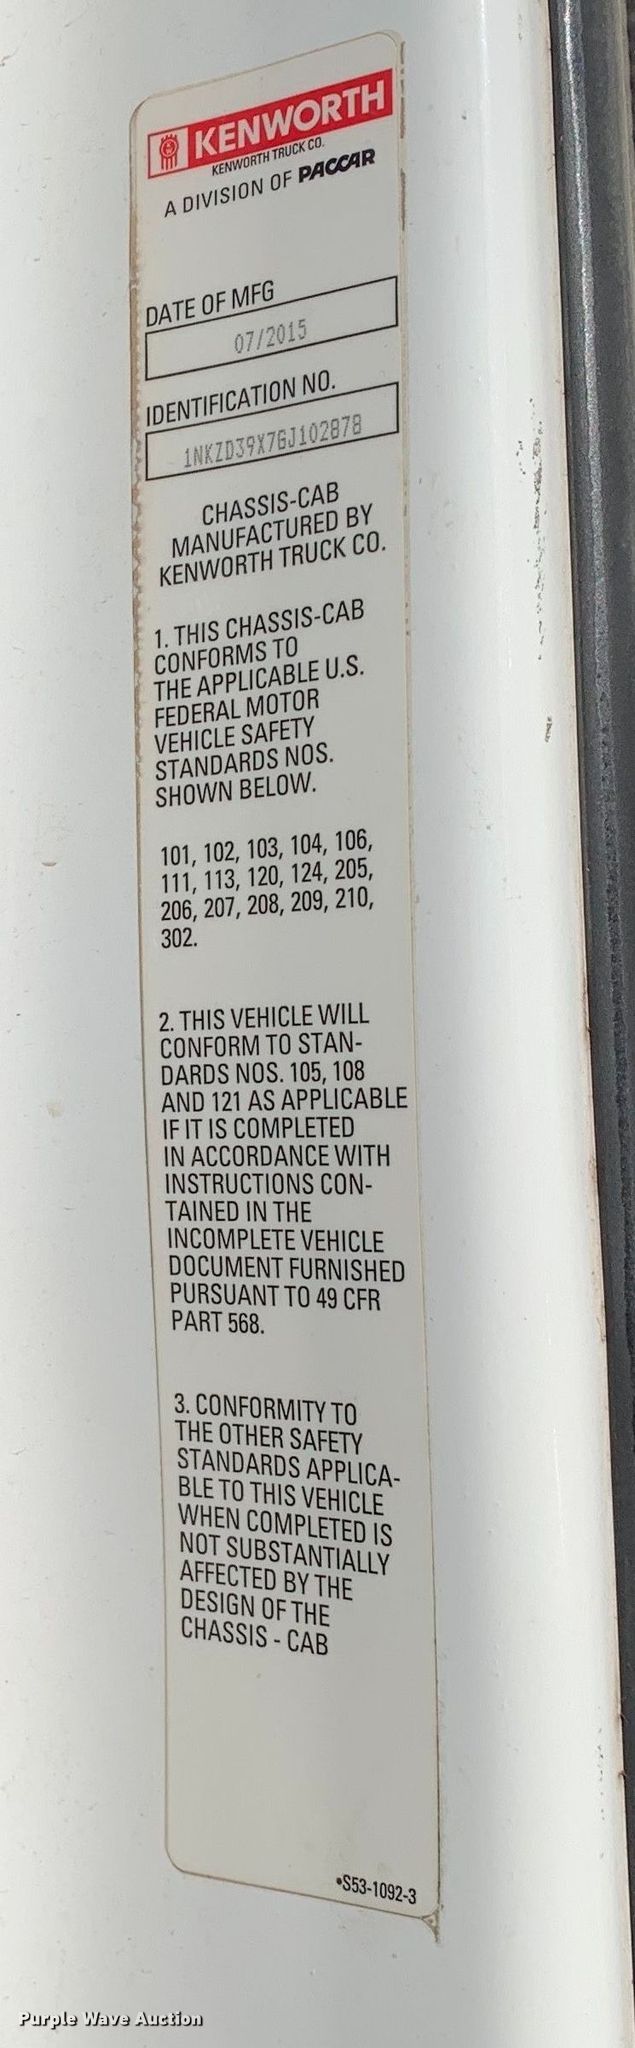 KENWORTH
KENWORTH TRUCK CO.
A DIVISION OF PACCAR
DATE OF MFG
07/2015
IDENTIFICATION NO.
1NKZD39X7GJ102878
CHASSIS-CAB
MANUFACTURED BY
KENWORTH TRUCK CO.
1. THIS CHASSIS-CAB
CONFORMS TO
THE APPLICABLE U.S.
FEDERAL MOTOR
VEHICLE SAFETY
STANDARDS NOS.
SHOWN BELOW.
101, 102, 103, 104, 106,
111, 113, 120, 124, 205,
206, 207, 208, 209, 210,
302.
2. THIS VEHICLE WILL
CONFORM TO STAN-
DARDS NOS. 105, 108
AND 121 AS APPLICABLE
IF IT IS COMPLETED
IN ACCORDANCE WITH
INSTRUCTIONS CON-
TAINED IN THE
INCOMPLETE VEHICLE
DOCUMENT FURNISHED
PURSUANT TO 49 CFR
PART 568.
3. CONFORMITY TO
THE OTHER SAFETY
STANDARDS APPLICA-
BLE TO THIS VEHICLE
WHEN COMPLETED IS
NOT SUBSTANTIALLY
AFFECTED BY THE
DESIGN OF THE
CHASSIS - CAB
•S53-1092-3
Purple Wave Auction